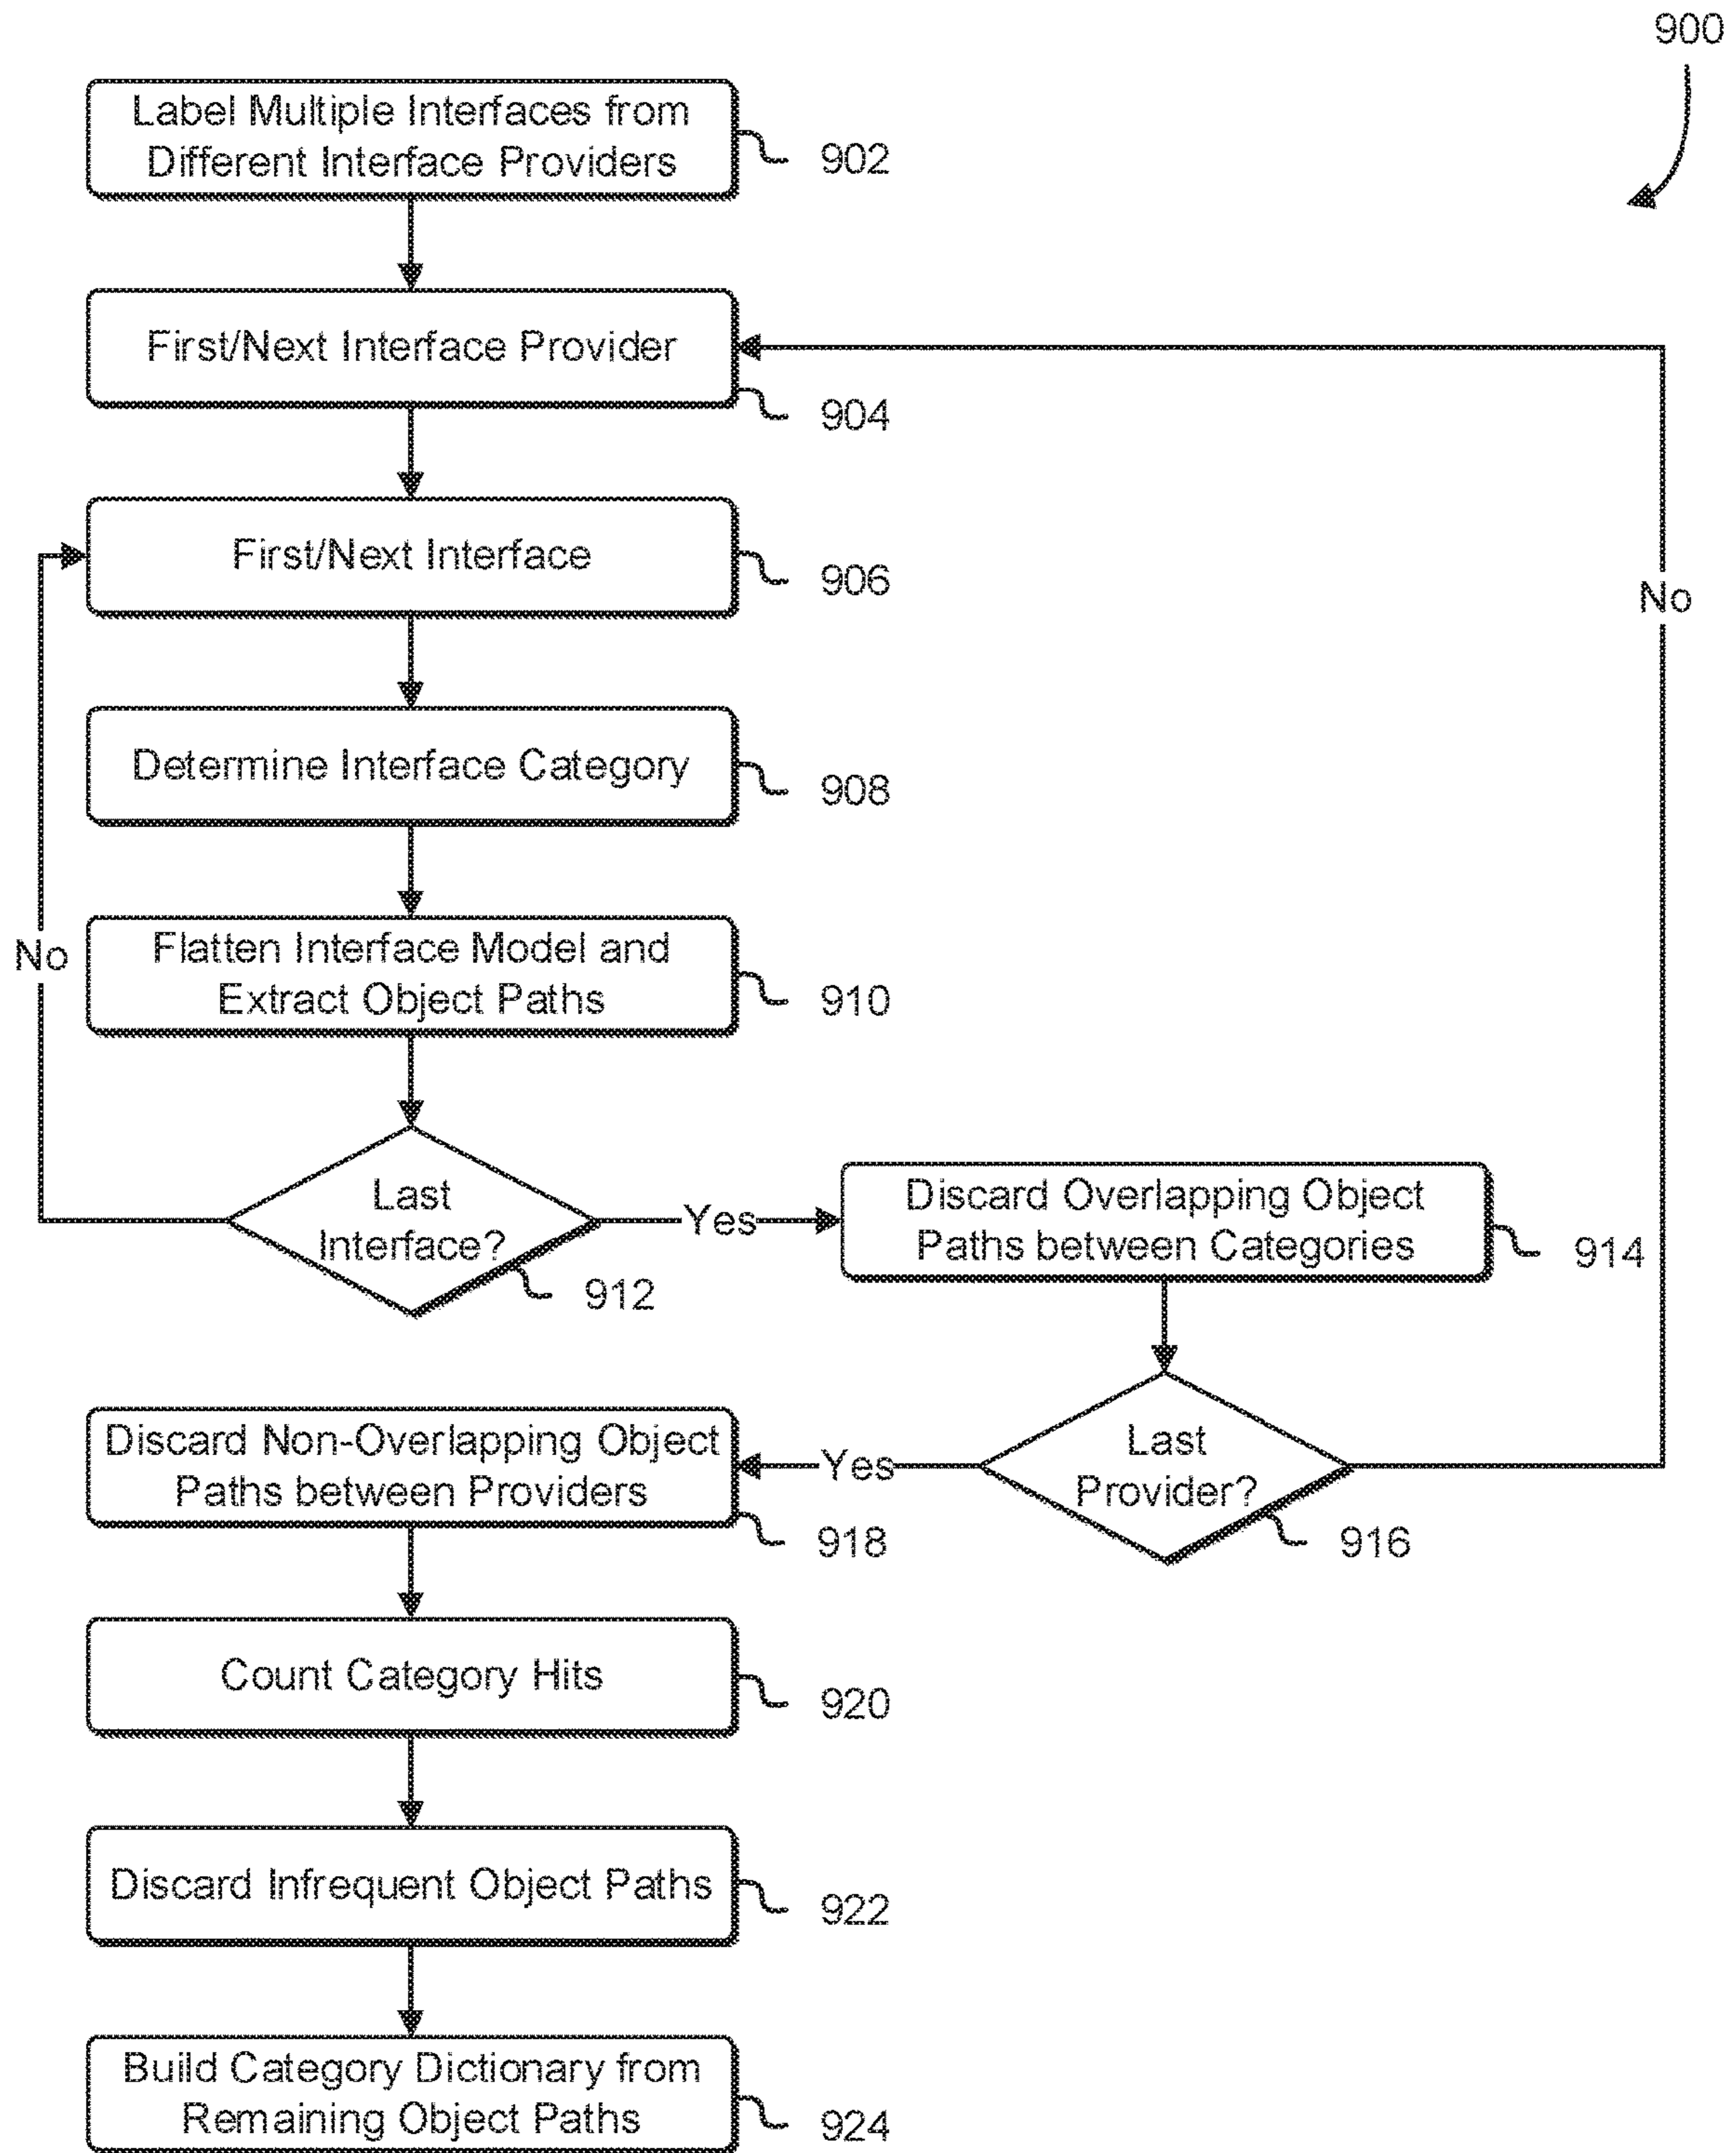 900
Label Multiple Interfaces from
Different Interface Providers
902
First/Next Interface Provider
904
First/Next Interface
906
No
Determine Interface Category
908
No
Flatten Interface Model and
Extract Object Paths
910
Last
Interface?
912
Yes
Discard Overlapping Object
Paths between Categories
914
Last
Provider?
916
Yes
Discard Non-Overlapping Object
Paths between Providers
918
Count Category Hits
920
Discard Infrequent Object Paths
922
Build Category Dictionary from
Remaining Object Paths
924